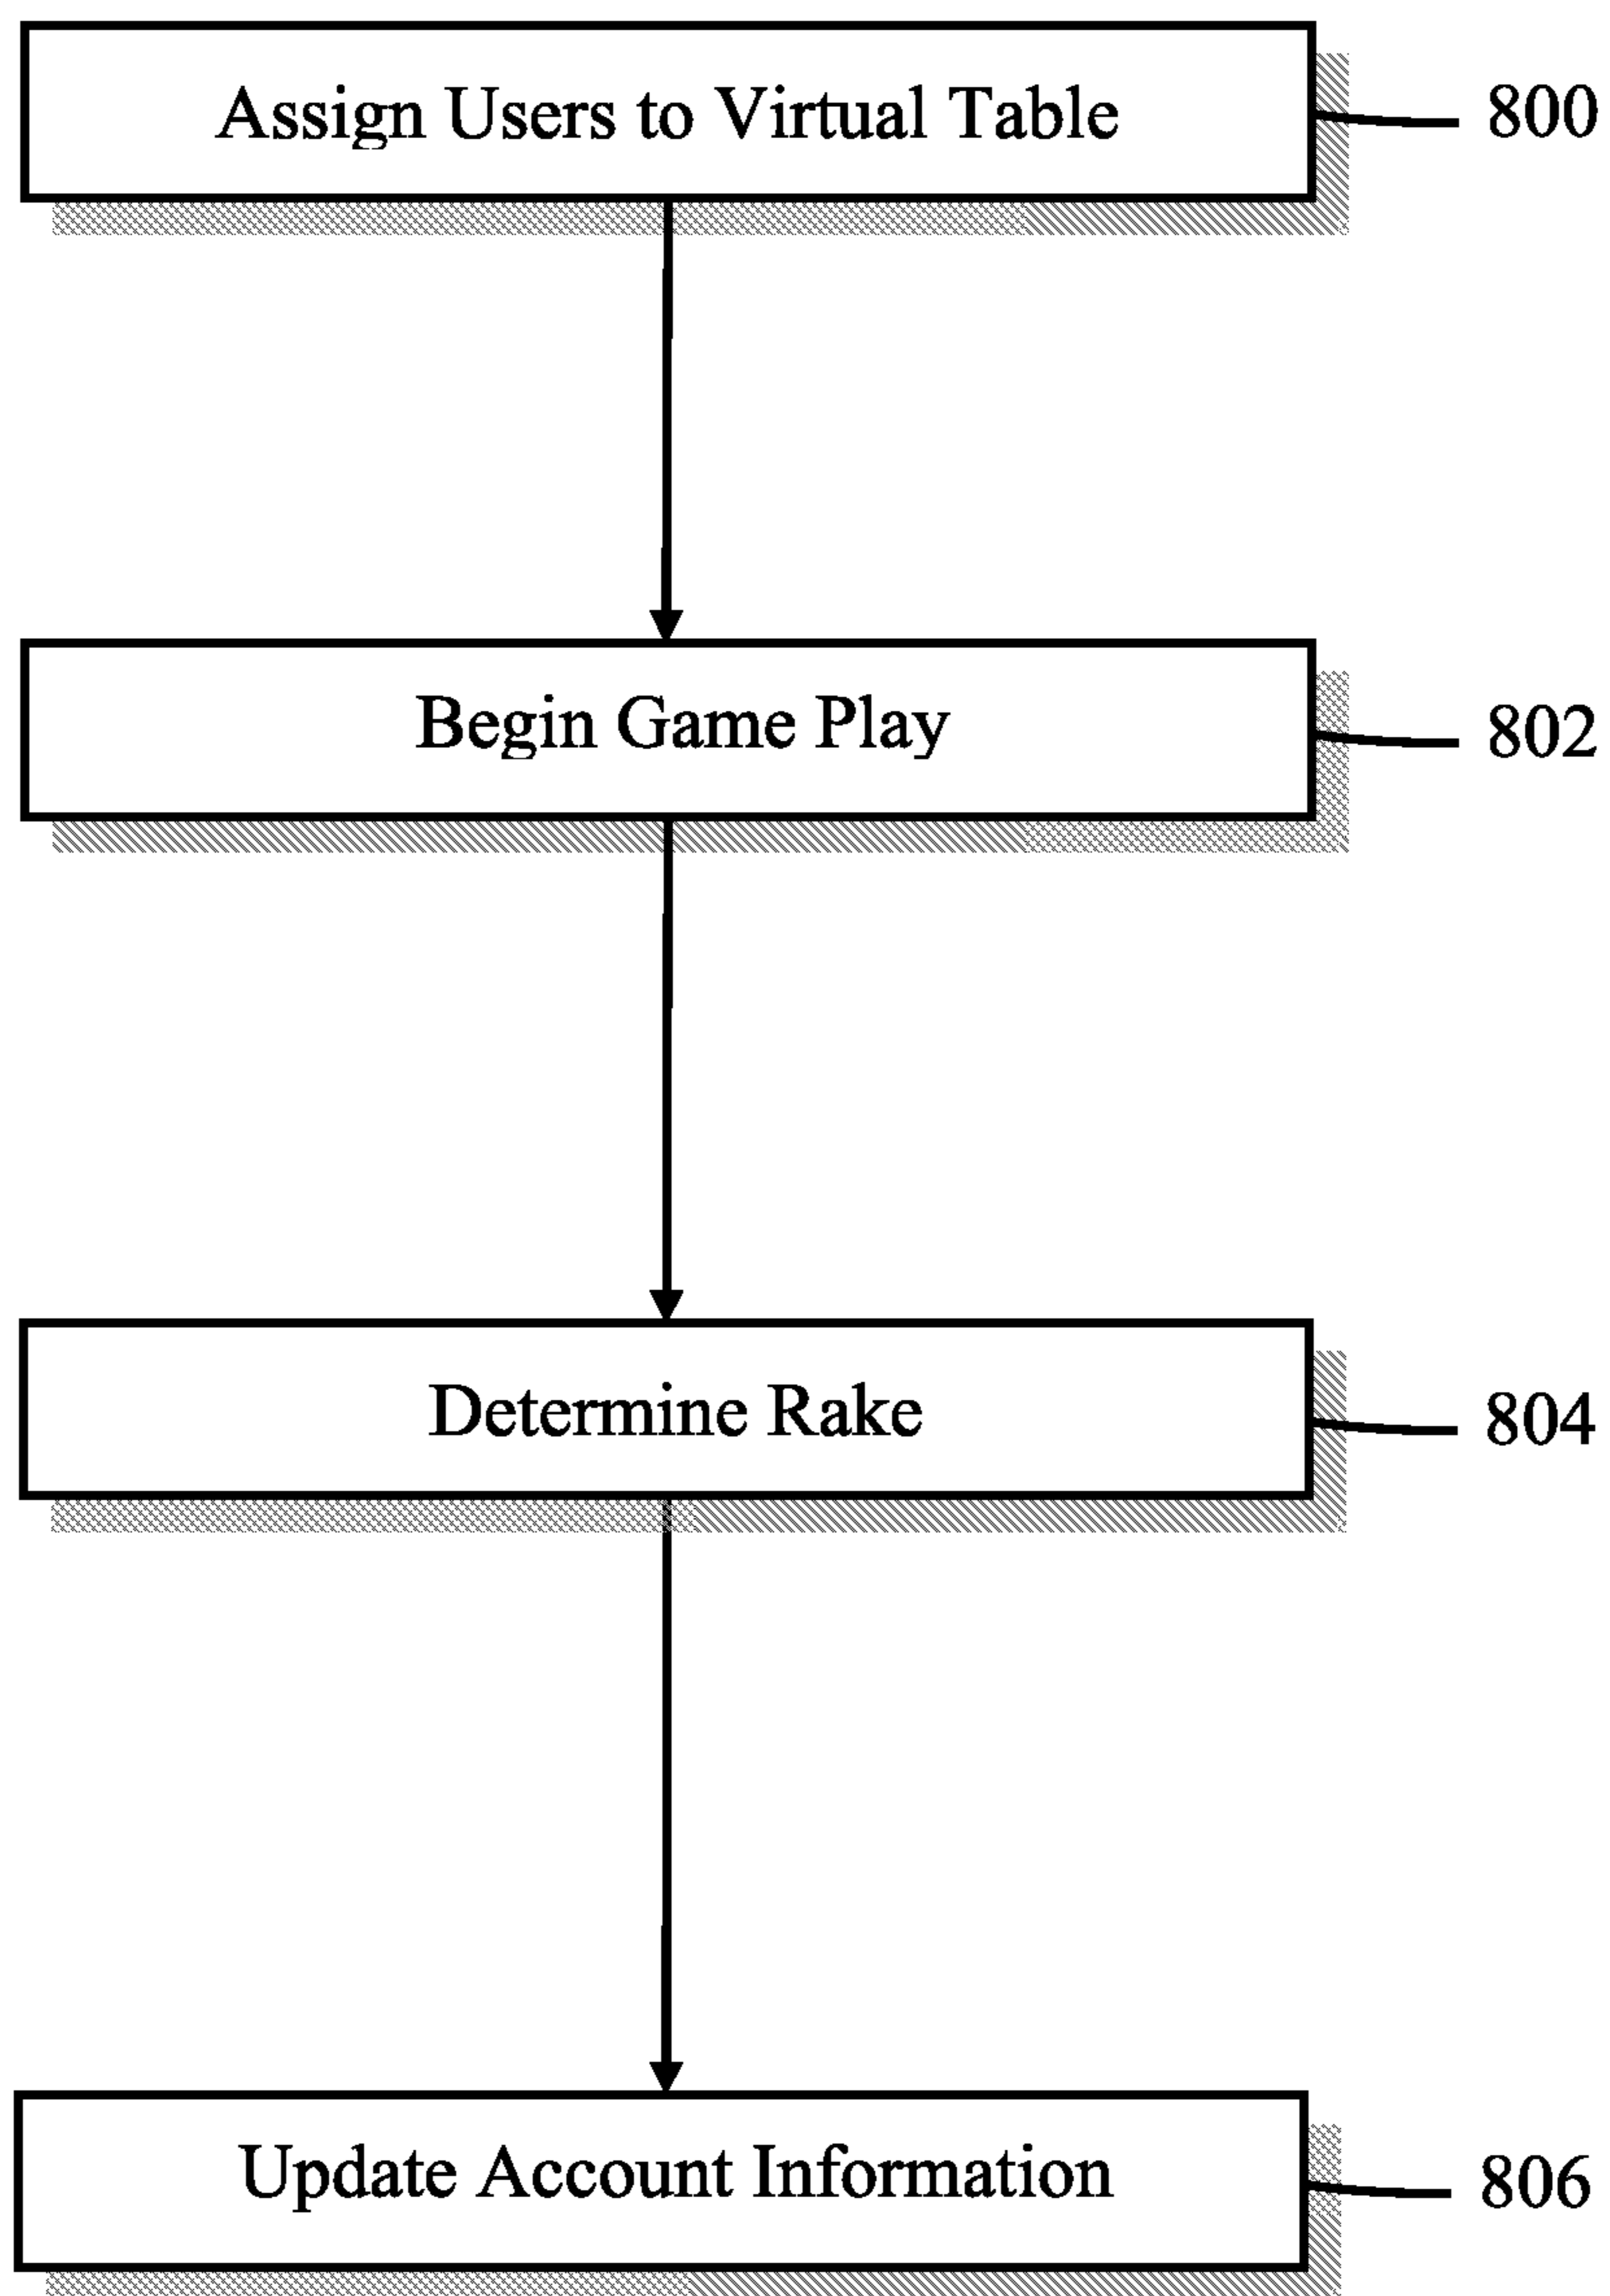 Assign Users to Virtual Table 800
Begin Game Play 802
Determine Rake 804
Update Account Information 806